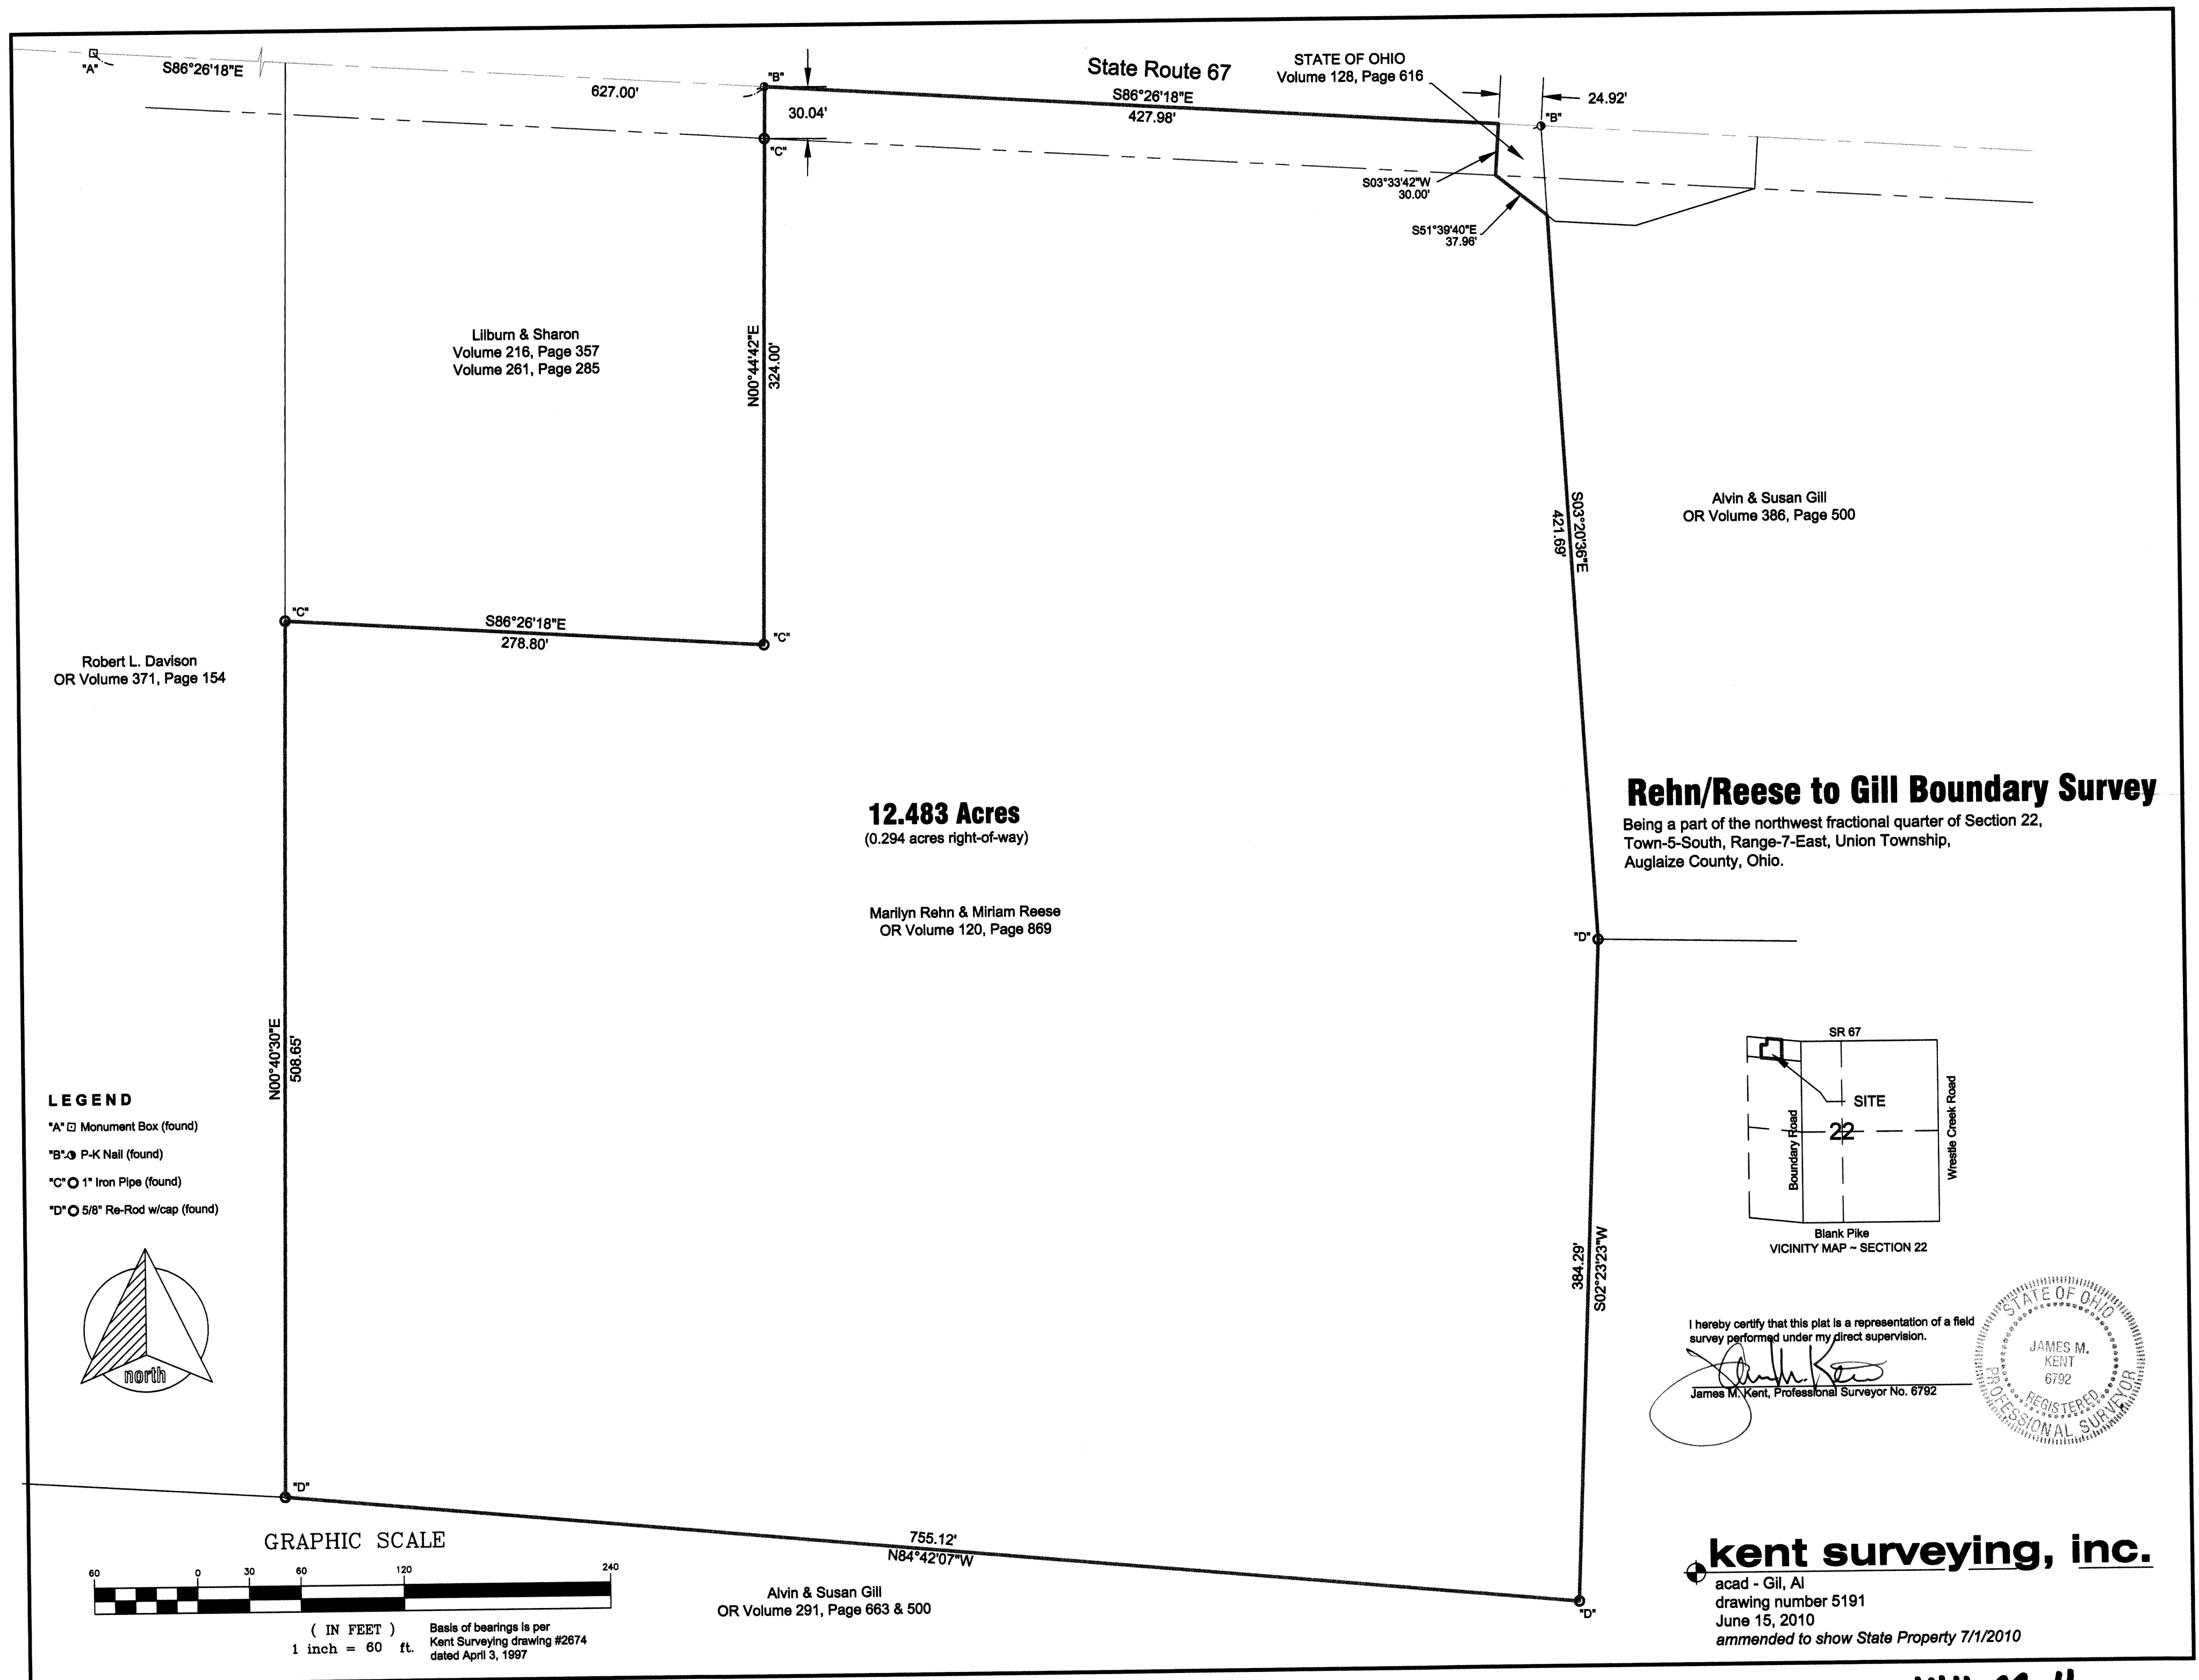 "A"
S86°26'18"E
627.00'
"B"
30.04'
"C"
State Route 67
S86°26'18"E
427.98'
STATE OF OHIO
Volume 128, Page 616
24.92'
"B"
S03°33'42"W
30.00'
S51°39'40"E
37.96'
Lilburn & Sharon
Volume 216, Page 357
Volume 261, Page 285
N00°44'42"E
324.00'
S03°20'36"E
421.69'
Alvin & Susan Gill
OR Volume 386, Page 500
"C"
S86°26'18"E
278.80'
"C"
Robert L. Davison
OR Volume 371, Page 154
12.483 Acres
(0.294 acres right-of-way)
Marilyn Rehn & Miriam Reese
OR Volume 120, Page 869
Rehn/Reese to Gill Boundary Survey
Being a part of the northwest fractional quarter of Section 22,
Town-5-South, Range-7-East, Union Township,
Auglaize County, Ohio.
"D"
N00°40'30"E
508.65'
LEGEND
"A" Monument Box (found)
"B" P-K Nail (found)
"C" 1" Iron Pipe (found)
"D" 5/8" Re-Rod w/cap (found)
north
SR 67
SITE
22
Boundary Road
Wrestle Creek Road
Blank Pike
VICINITY MAP ~ SECTION 22
384.29'
S02°23'23"W
I hereby certify that this plat is a representation of a field
survey performed under my direct supervision.
James M. Kent, Professional Surveyor No. 6792
STATE OF OHIO
JAMES M.
KENT
6792
REGISTERED
PROFESSIONAL SURVEYOR
"D"
755.12'
N84°42'07"W
"D"
GRAPHIC SCALE
60 0 30 60 120 240
( IN FEET )
1 inch = 60 ft.
Basis of bearings is per
Kent Surveying drawing #2674
dated April 3, 1997
Alvin & Susan Gill
OR Volume 291, Page 663 & 500
kent surveying, inc.
acad - Gil, Al
drawing number 5191
June 15, 2010
ammended to show State Property 7/1/2010